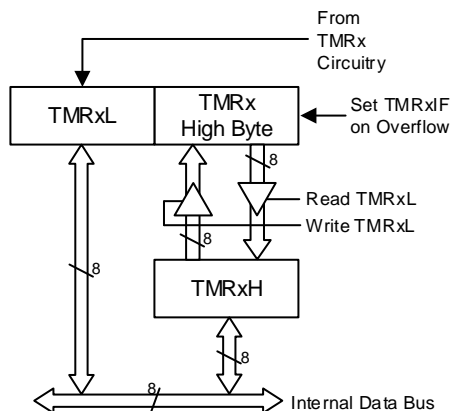 From
TMRx
Circuitry
TMRxL
TMRx
High Byte
Set TMRxIF
on Overflow
8
Read TMRxL
Write TMRxL
8
TMRxH
8
8
8
Internal Data Bus